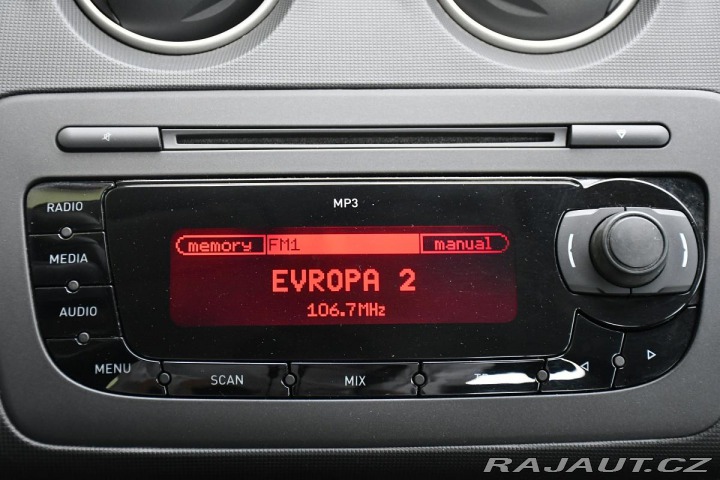 MP3
RADIO
memory FM1 manual
MEDIA
EVROPA 2
106.7MHz
AUDIO
MENU SCAN MIX
RAJAUT.CZ